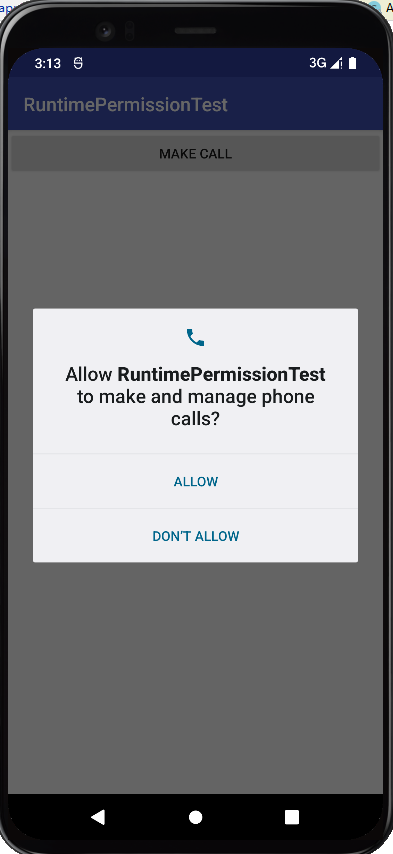 3:13
3G
RuntimePermissionTest
MAKE CALL
Allow RuntimePermissionTest
to make and manage phone
calls?
ALLOW
DON'T ALLOW